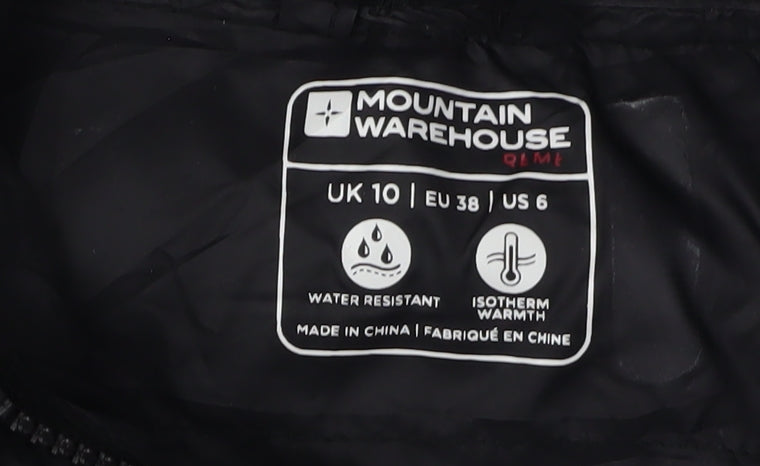 MOUNTAIN
WAREHOUSE
UK 10 | EU 38 | US 6
WATER RESISTANT
ISOTHERM
WARMTH
MADE IN CHINA | FABRIQUÉ EN CHINE